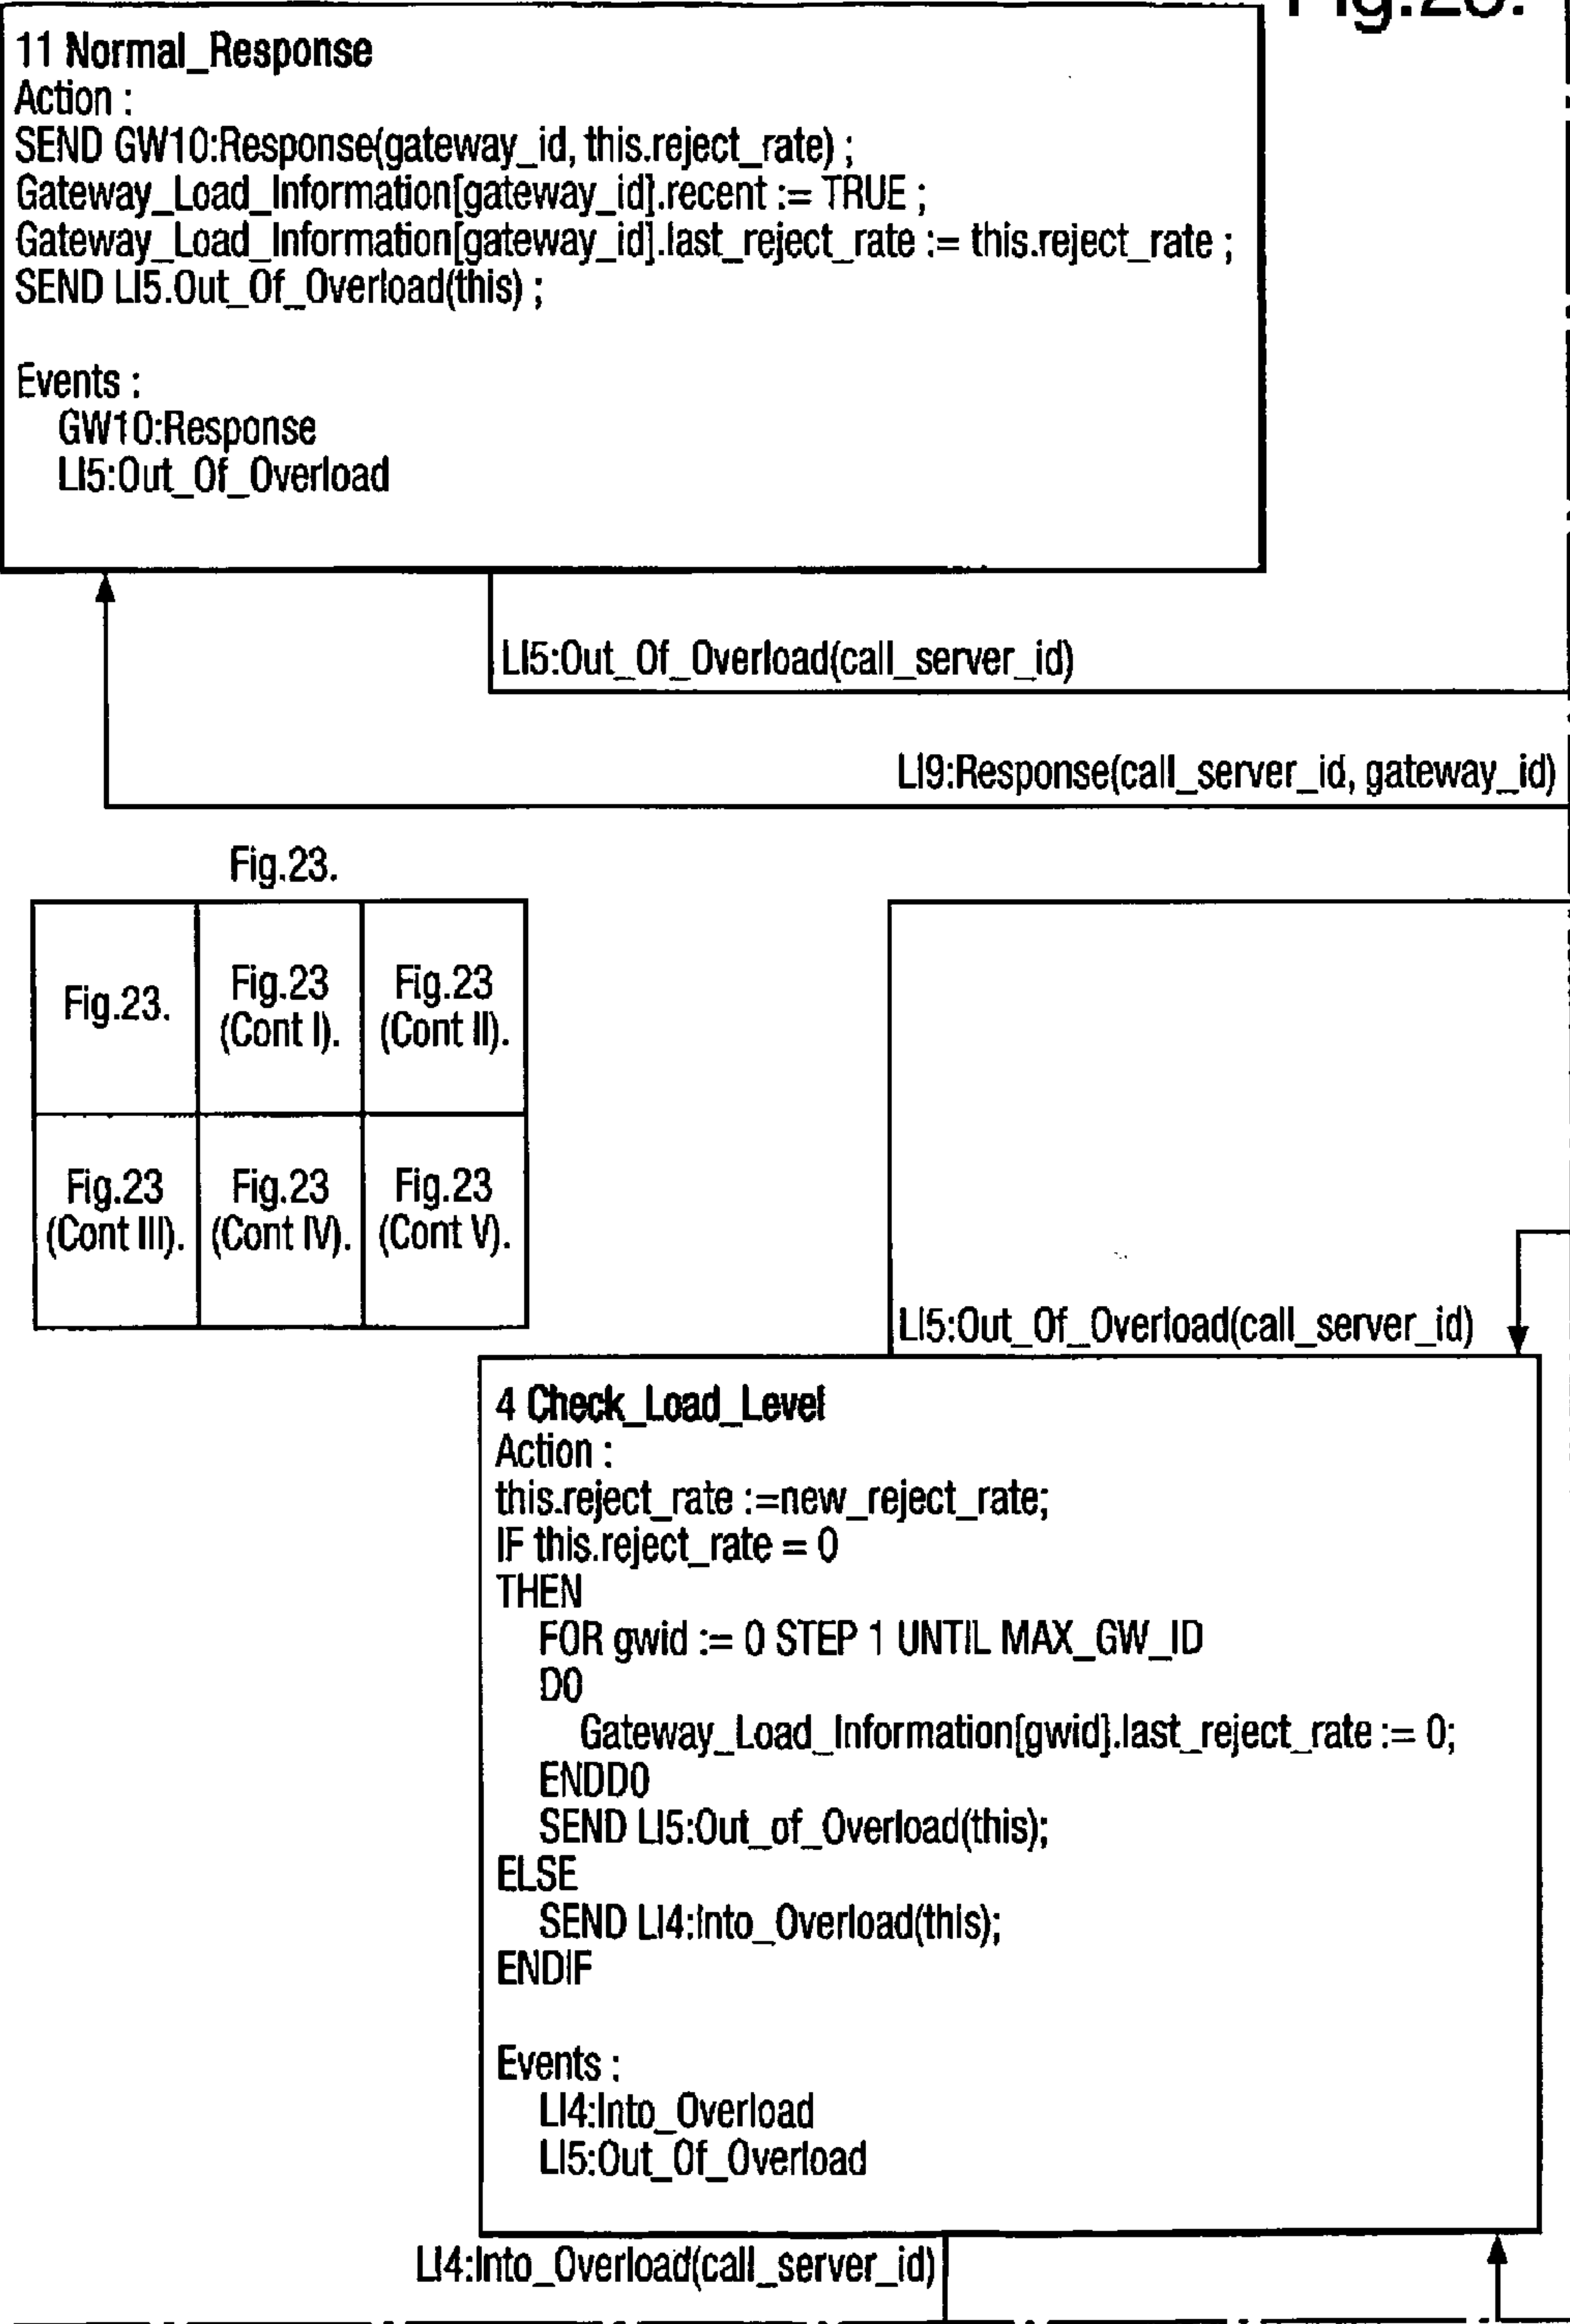 Fig.23.
11 Normal_Response
Action :
SEND GW10:Response(gateway_id, this.reject_rate) ;
Gateway_Load_Information[gateway_id].recent := TRUE ;
Gateway_Load_Information[gateway_id].last_reject_rate := this.reject_rate ;
SEND LI5.Out_Of_Overload(this) ;
Events :
GW10:Response
LI5:Out_Of_Overload
LI5:Out_Of_Overload(call_server_id)
LI9:Response(call_server_id, gateway_id)
Fig.23.
Fig.23.
Fig.23
(Cont I).
Fig.23
(Cont II).
Fig.23
(Cont III).
Fig.23
(Cont IV).
Fig.23
(Cont V).
LI5:Out_Of_Overload(call_server_id)
4 Check_Load_Level
Action :
this.reject_rate :=new_reject_rate;
IF this.reject_rate = 0
THEN
FOR gwid := 0 STEP 1 UNTIL MAX_GW_ID
DO
Gateway_Load_Information[gwid].last_reject_rate := 0;
ENDDO
SEND LI5:Out_of_Overload(this);
ELSE
SEND LI4:Into_Overload(this);
ENDIF
Events :
LI4:Into_Overload
LI5:Out_Of_Overload
LI4:Into_Overload(call_server_id)